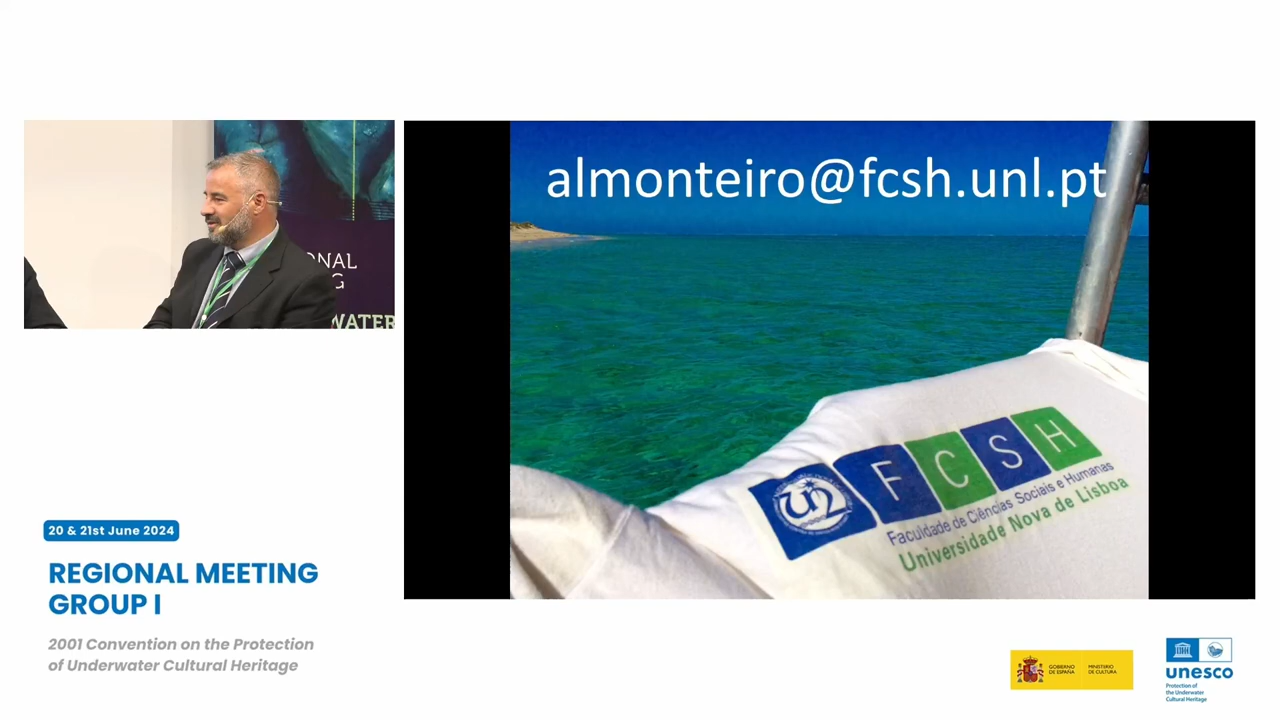 almonteiro@fcsh.unl.pt
ONAL
G
WATER
FCSH
Faculdade de Ciências Sociais e Humanas
Universidade Nova de Lisboa
20 & 21st June 2024
REGIONAL MEETING
GROUP I
2001 Convention on the Protection
of Underwater Cultural Heritage
GOBIERNO
DE ESPAÑA
MINISTERIO
DE CULTURA
unesco
Protection of
the Underwater
Cultural Heritage